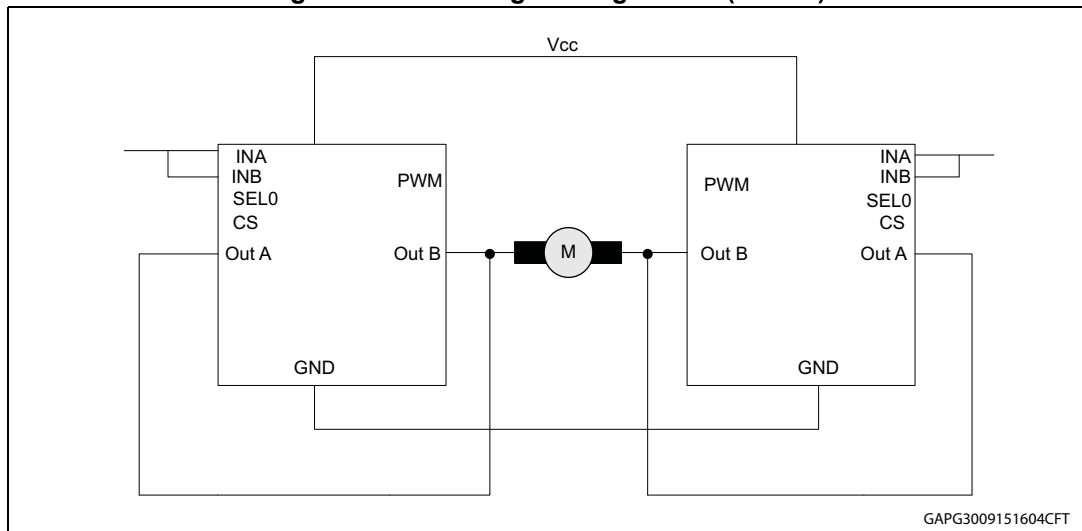 Vcc
INA
INB
SEL0
CS
PWM
Out A
Out B
GND
M
PWM
INA
INB
SEL0
CS
Out B
Out A
GND
GAPG3009151604CFT